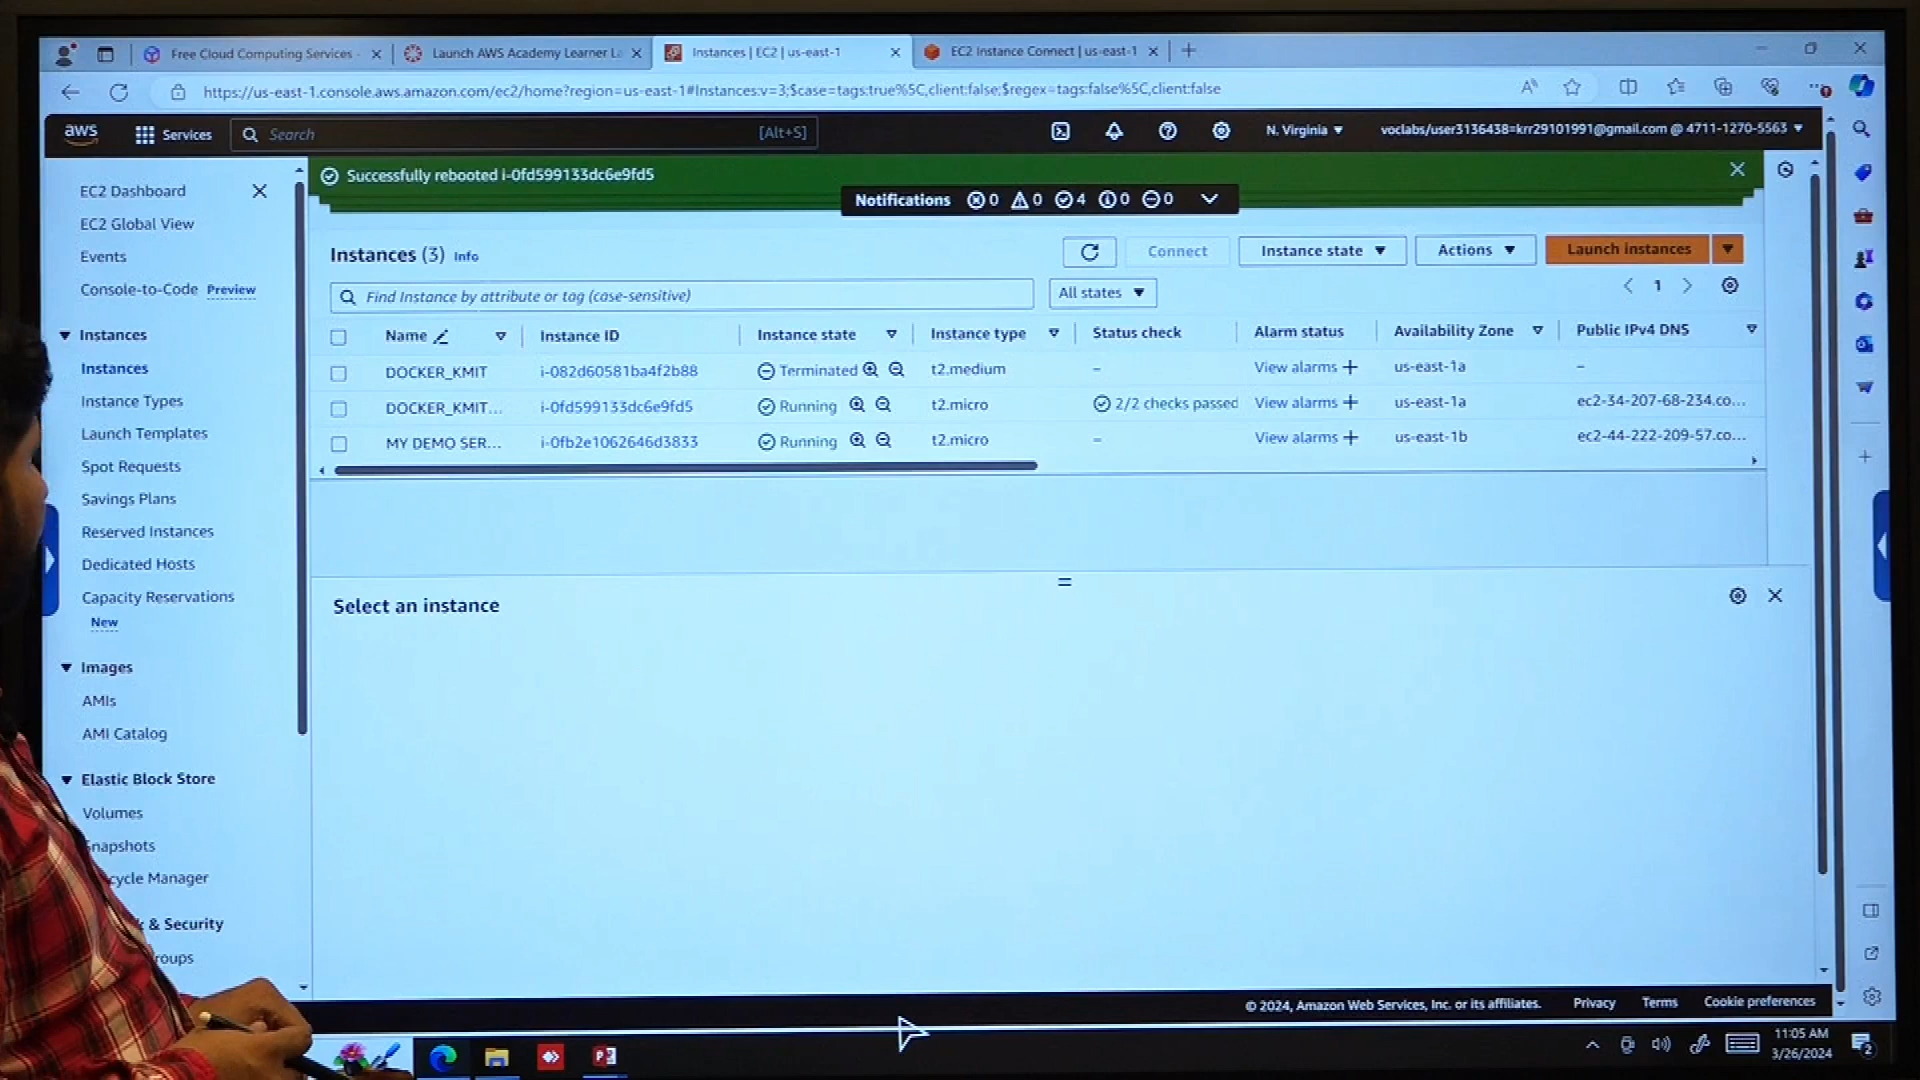 Free Cloud Computing Services -
Launch AWS Academy Learner La
Instances | EC2 | us-east-1
EC2 Instance Connect | us-east-1
https://us-east-1.console.aws.amazon.com/ec2/home?region=us-east-1#Instances:v=3;$case=tags:true%5C,client:false;$regex=tags:false%5C,client:false
aws
Services
Search
[Alt+S]
N. Virginia
voclabs/user3136438=krr29101991@gmail.com @ 4711-1270-5563
Successfully rebooted i-0fd599133dc6e9fd5
Notifications 0 0 4 0 0
EC2 Dashboard
EC2 Global View
Events
Console-to-Code Preview
Instances
Instances
Instance Types
Launch Templates
Spot Requests
Savings Plans
Reserved Instances
Dedicated Hosts
Capacity Reservations
New
Images
AMIs
AMI Catalog
Elastic Block Store
Volumes
napshots
cycle Manager
& Security
roups
Instances (3) Info
Connect
Instance state
Actions
Launch instances
Find Instance by attribute or tag (case-sensitive)
All states
1
Name Instance ID Instance state Instance type Status check Alarm status Availability Zone Public IPv4 DNS
DOCKER_KMIT i-082d60581ba4f2b88 Terminated t2.medium – View alarms + us-east-1a –
DOCKER_KMIT... i-0fd599133dc6e9fd5 Running t2.micro 2/2 checks passed View alarms + us-east-1a ec2-34-207-68-234.co...
MY DEMO SER... i-0fb2e1062646d3833 Running t2.micro – View alarms + us-east-1b ec2-44-222-209-57.co...
Select an instance
© 2024, Amazon Web Services, Inc. or its affiliates. Privacy Terms Cookie preferences
11:05 AM
3/26/2024
2